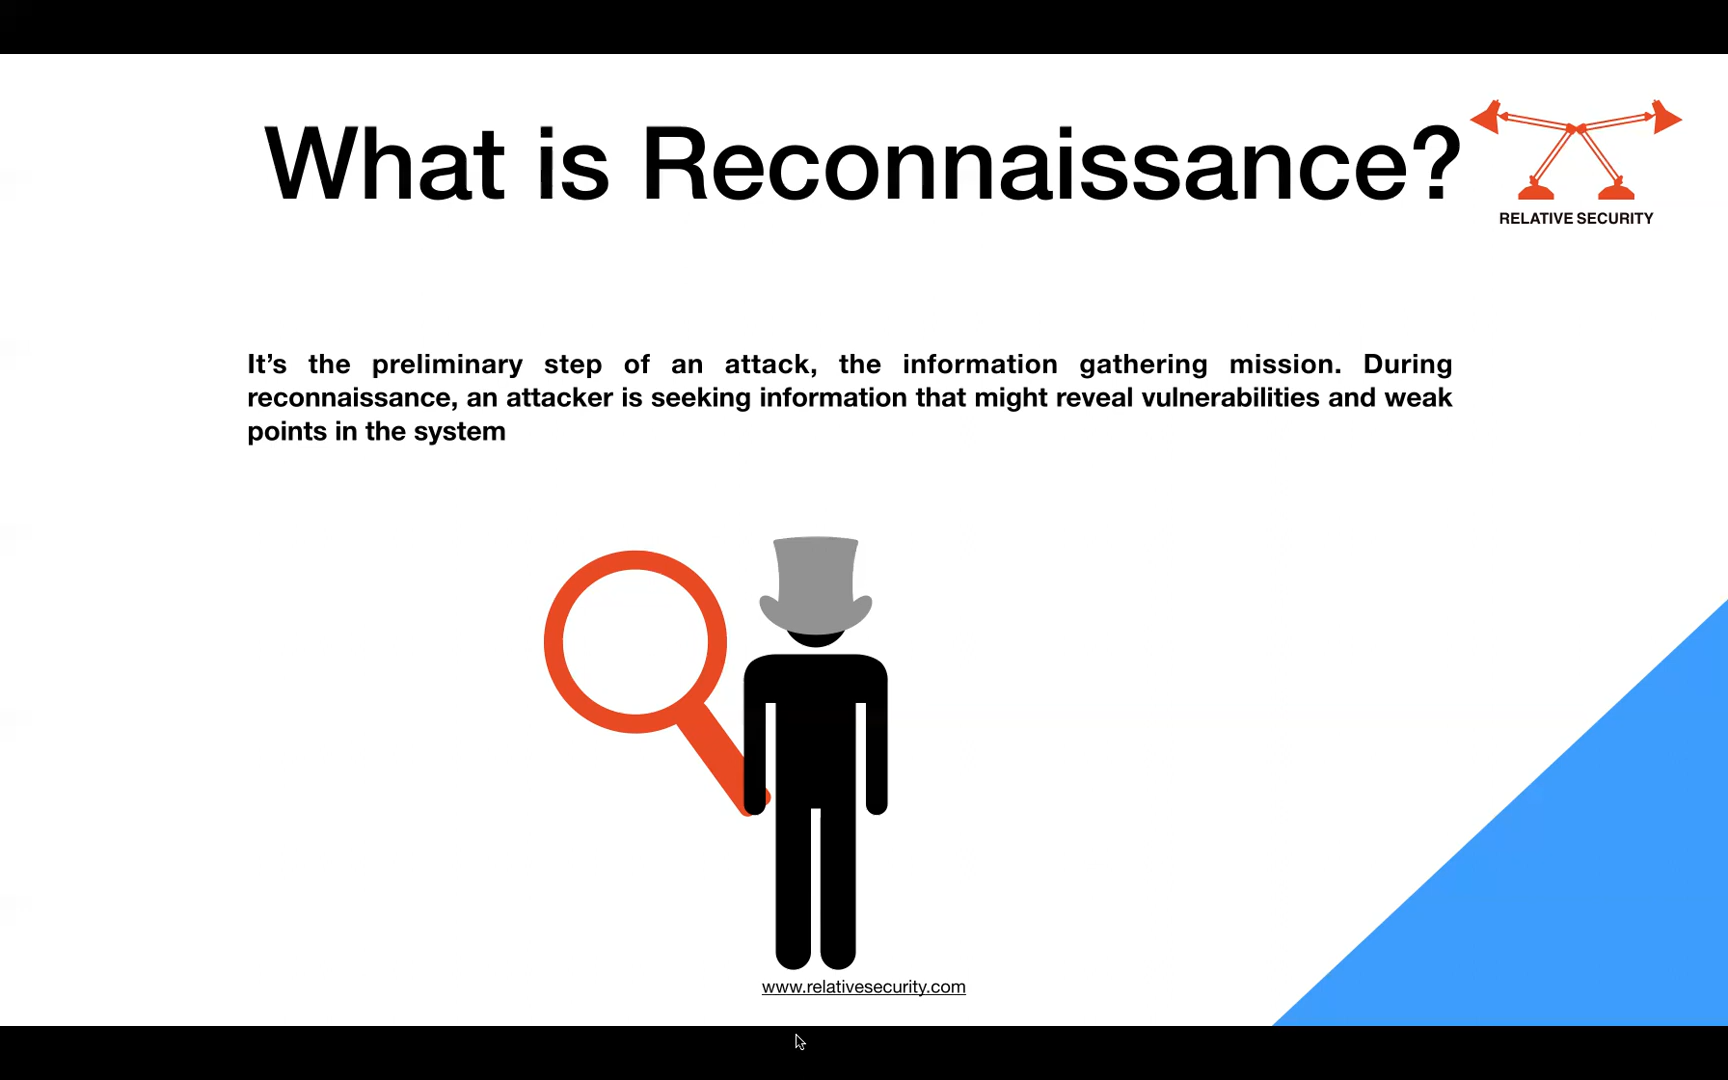 What is Reconnaissance?
RELATIVE SECURITY
It’s the preliminary step of an attack, the information gathering mission. During
reconnaissance, an attacker is seeking information that might reveal vulnerabilities and weak
points in the system
www.relativesecurity.com